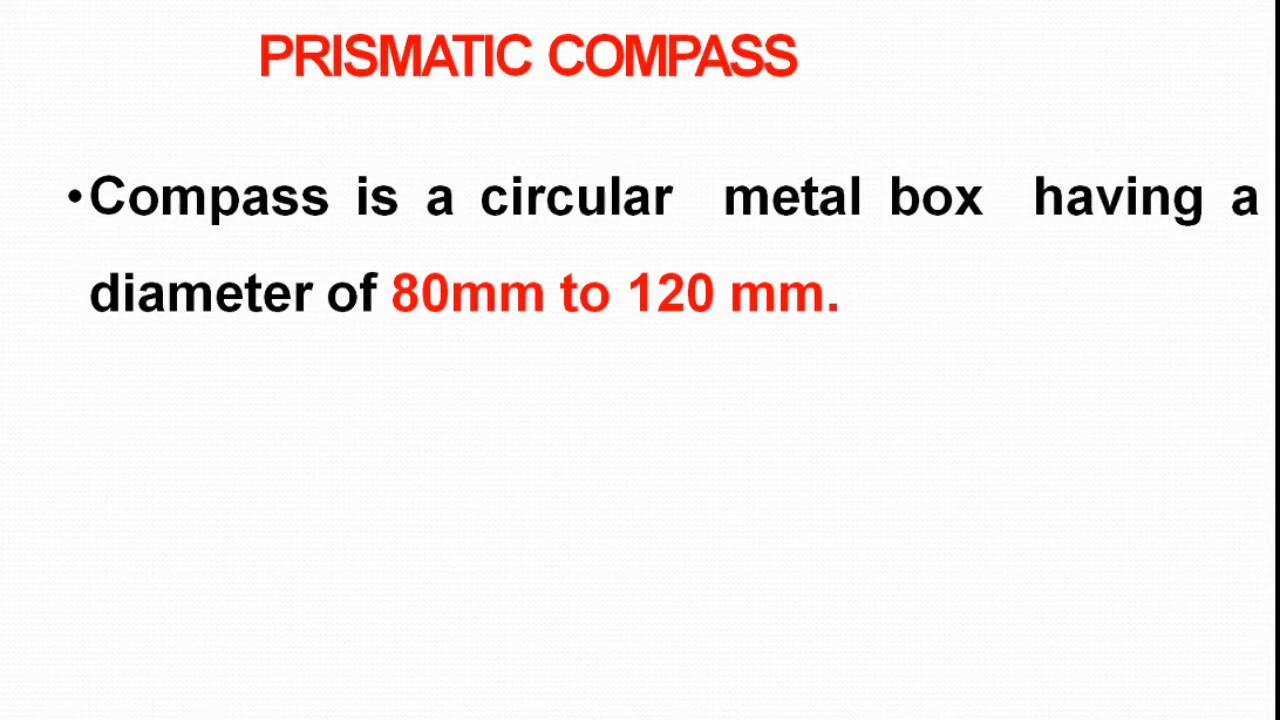 PRISMATIC COMPASS
•Compass is a circular metal box having a
diameter of 80mm to 120 mm.